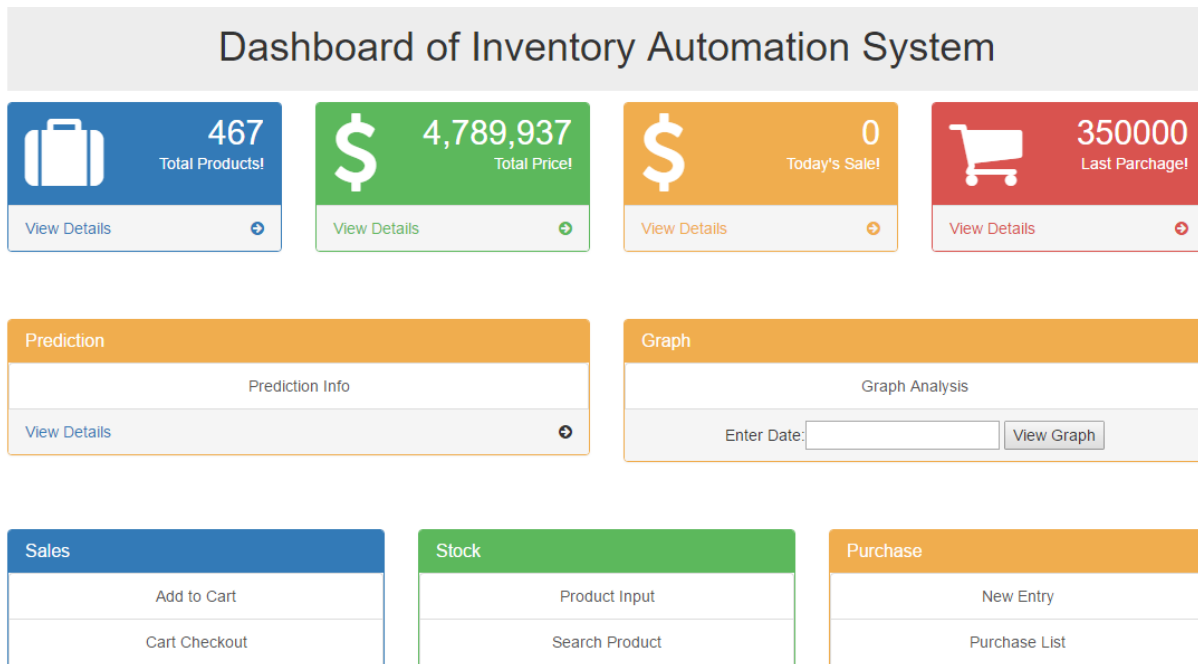 Dashboard of Inventory Automation System
467
Total Products!
View Details
4,789,937
Total Price!
View Details
0
Today's Sale!
View Details
350000
Last Parchage!
View Details
Prediction
Prediction Info
View Details
Graph
Graph Analysis
Enter Date: View Graph
Sales
Add to Cart
Cart Checkout
Stock
Product Input
Search Product
Purchase
New Entry
Purchase List